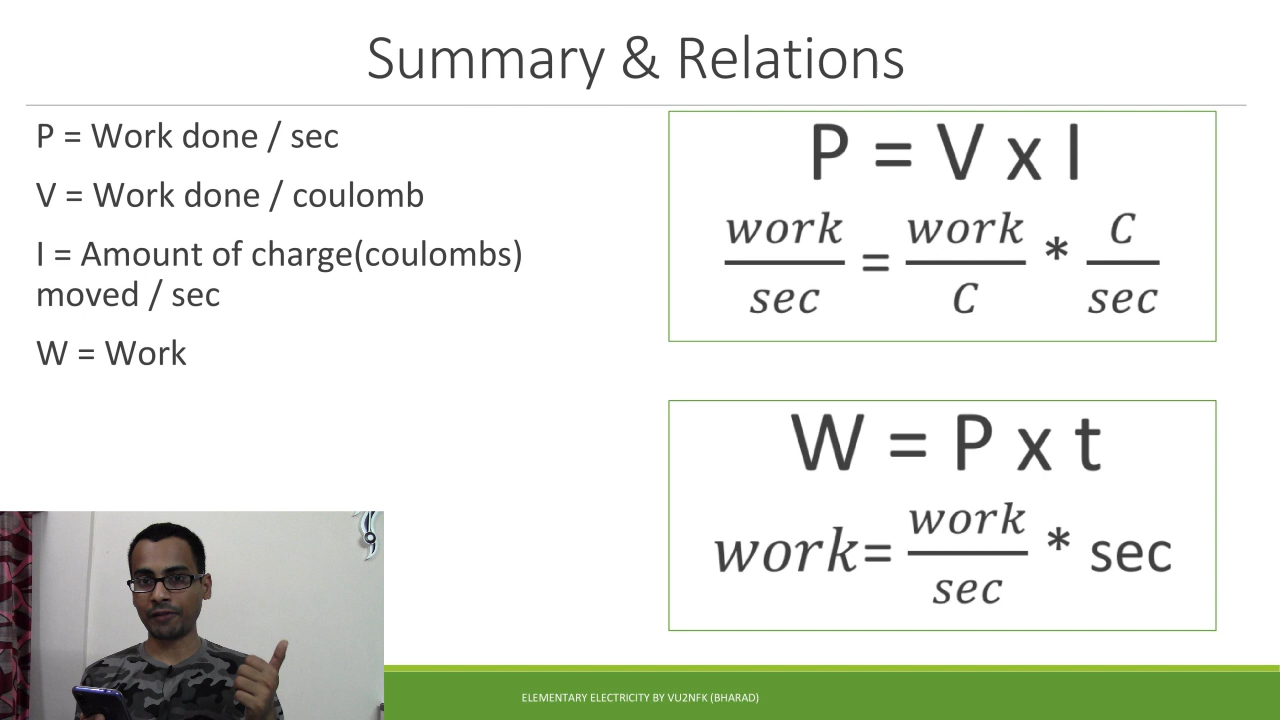 Summary & Relations
P = Work done / sec
V = Work done / coulomb
I = Amount of charge(coulombs)
moved / sec
W = Work
P = V x I
work/sec = work/C * C/sec
W = P x t
work= work/sec * sec
ELEMENTARY ELECTRICITY BY VU2NFK (BHARAD)